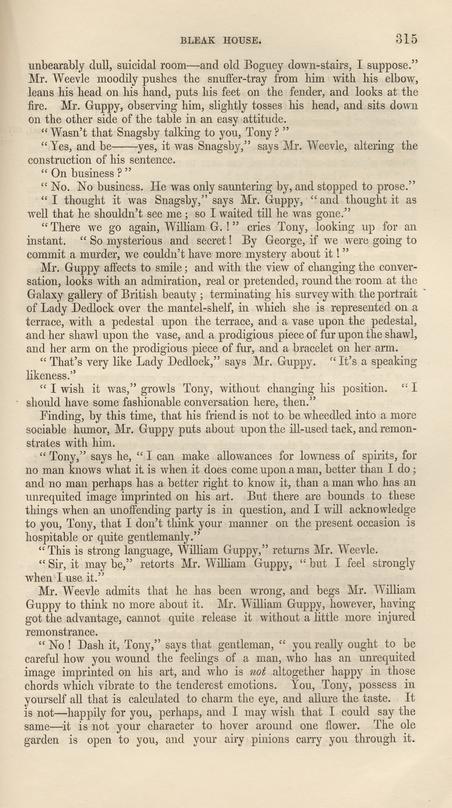 BLEAK HOUSE. 315
unbearably dull, suicidal room—and old Boguey down-stairs, I suppose.”
Mr. Weevle moodily pushes the snuffer-tray from him with his elbow,
leans his head on his hand, puts his feet on the fender, and looks at the
fire. Mr. Guppy, observing him, slightly tosses his head, and sits down
on the other side of the table in an easy attitude.
“Wasn't that Snagsby talking to you, Tony?”
“Yes, and be——yes, it was Snagsby,” says Mr. Weevle, altering the
construction of his sentence.
“On business?”
“No. No business. He was only sauntering by, and stopped to prose.”
“I thought it was Snagsby,” says Mr. Guppy, “and thought it as
well that he shouldn't see me; so I waited till he was gone.”
“There we go again, William G.!” cries Tony, looking up for an
instant. “So mysterious and secret! By George, if we were going to
commit a murder, we couldn't have more mystery about it!”
Mr. Guppy affects to smile; and with the view of changing the conver-
sation, looks with an admiration, real or pretended, round the room at the
Galaxy gallery of British beauty; terminating his survey with the portrait
of Lady Dedlock over the mantel-shelf, in which she is represented on a
terrace, with a pedestal upon the terrace, and a vase upon the pedestal,
and her shawl upon the vase, and a prodigious piece of fur upon the shawl,
and her arm on the prodigious piece of fur, and a bracelet on her arm.
“That's very like Lady Dedlock,” says Mr. Guppy. “It's a speaking
likeness.”
“I wish it was,” growls Tony, without changing his position. “I
should have some fashionable conversation here, then.”
Finding, by this time, that his friend is not to be wheedled into a more
sociable humor, Mr. Guppy puts about upon the ill-used tack, and remon-
strates with him.
“Tony,” says he, “I can make allowances for lowness of spirits, for
no man knows what it is when it does come upon a man, better than I do;
and no man perhaps has a better right to know it, than a man who has an
unrequited image imprinted on his art. But there are bounds to these
things when an unoffending party is in question, and I will acknowledge
to you, Tony, that I don't think your manner on the present occasion is
hospitable or quite gentlemanly.”
“This is strong language, William Guppy,” returns Mr. Weevle.
“Sir, it may be,” retorts Mr. William Guppy, “but I feel strongly
when I use it.”
Mr. Weevle admits that he has been wrong, and begs Mr. William
Guppy to think no more about it. Mr. William Guppy, however, having
got the advantage, cannot quite release it without a little more injured
remonstrance.
“No! Dash it, Tony,” says that gentleman, “you really ought to be
careful how you wound the feelings of a man, who has an unrequited
image imprinted on his art, and who is not altogether happy in those
chords which vibrate to the tenderest emotions. You, Tony, possess in
yourself all that is calculated to charm the eye, and allure the taste. It
is not—happily for you, perhaps, and I may wish that I could say the
same—it is not your character to hover around one flower. The ole
garden is open to you, and your airy pinions carry you through it.